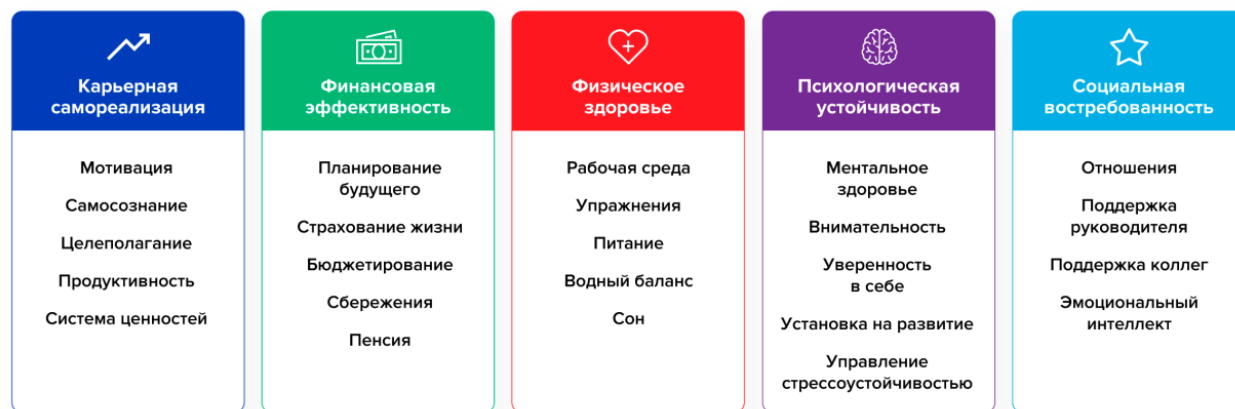 Карьерная
самореализация
Мотивация
Самосознание
Целеполагание
Продуктивность
Система ценностей
Финансовая
эффективность
Планирование
будущего
Страхование жизни
Бюджетирование
Сбережения
Пенсия
Физическое
здоровье
Рабочая среда
Упражнения
Питание
Водный баланс
Сон
Психологическая
устойчивость
Ментальное
здоровье
Внимательность
Уверенность
в себе
Установка на развитие
Управление
стрессоустойчивостью
Социальная
востребованность
Отношения
Поддержка
руководителя
Поддержка коллег
Эмоциональный
интеллект